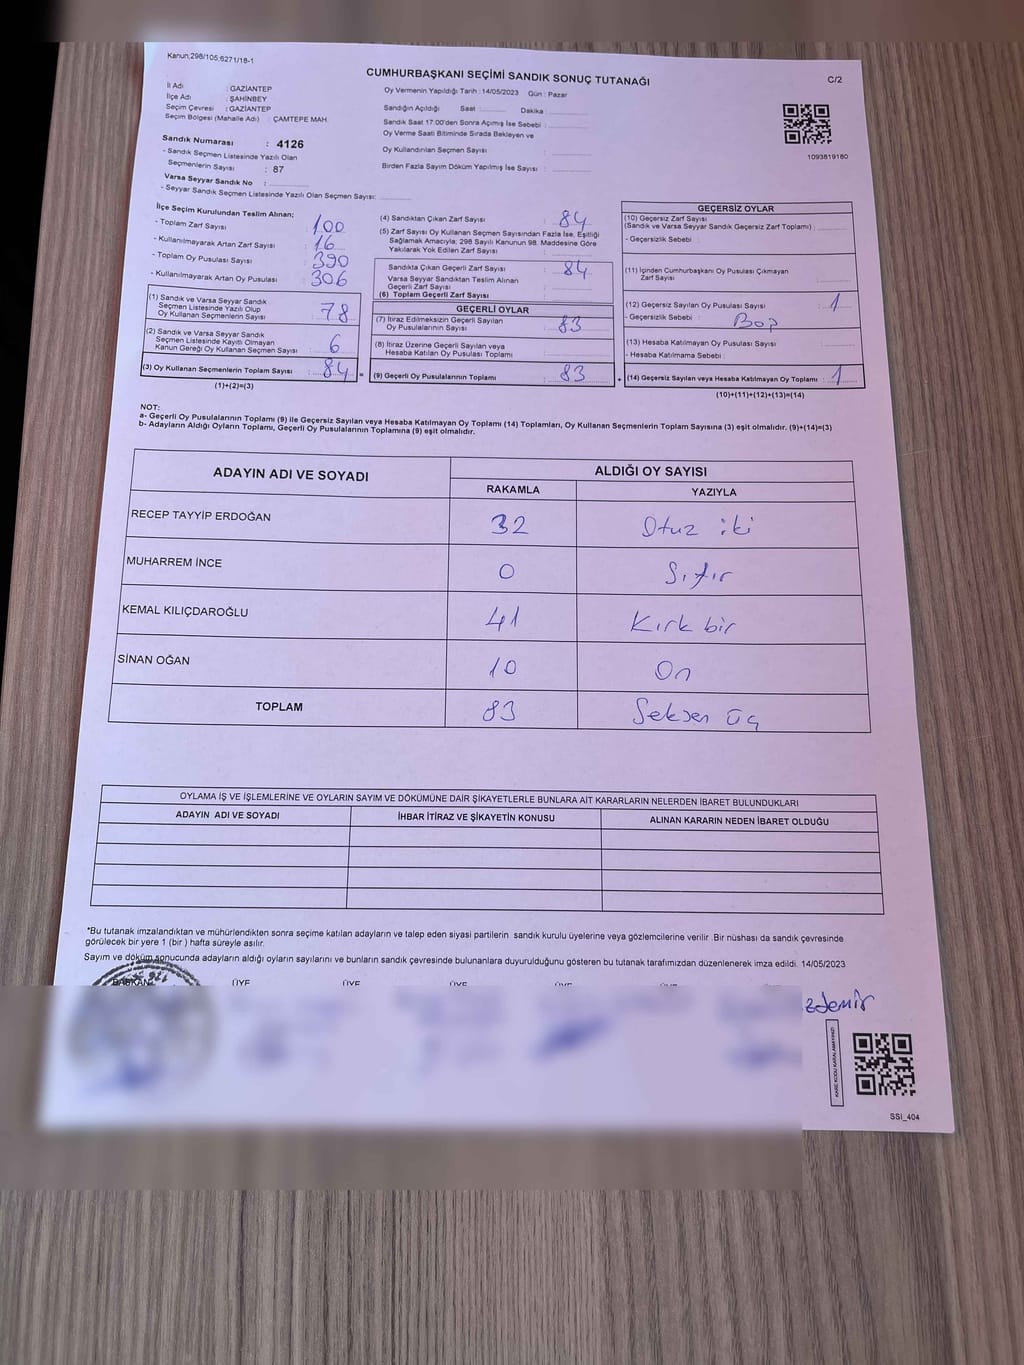 Kanun,298/105,6271/18-1
CUMHURBAŞKANI SEÇİMİ SANDIK SONUÇ TUTANAĞI
C/2
İl Adı : GAZİANTEP
İlçe Adı : ŞAHİNBEY
Seçim Çevresi : GAZİANTEP
Seçim Bölgesi (Mahalle Adı) : ÇAMTEPE MAH
Sandık Numarası : 4126
- Sandık Seçmen Listesinde Yazılı Olan
Seçmenlerin Sayısı : 87
Varsa Seyyar Sandık No :
- Seyyar Sandık Seçmen Listesinde Yazılı Olan Seçmen Sayısı:
Oy Vermenin Yapıldığı Tarih : 14/05/2023 Gün : Pazar
Sandığın Açıldığı Saat : Dakika :
Sandık Saat 17:00'den Sonra Açımış İse Sebebi :
Oy Verme Saati Bitiminde Sırada Bekleyen ve
Oy Kullandırılan Seçmen Sayısı :
Birden Fazla Sayım Döküm Yapılmış İse Sayısı :
1093819180
İlçe Seçim Kurulundan Teslim Alınan:
- Toplam Zarf Sayısı : 100
- Kullanılmayarak Artan Zarf Sayısı : 16
- Toplam Oy Pusulası Sayısı : 390
- Kullanılmayarak Artan Oy Pusulası : 306
(1) Sandık ve Varsa Seyyar Sandık
Seçmen Listesinde Yazılı Olup
Oy Kullanan Seçmenlerin Sayısı : 78
(2) Sandık ve Varsa Seyyar Sandık
Seçmen Listesinde Kayıtlı Olmayan
Kanun Gereği Oy Kullanan Seçmen Sayısı : 6
(3) Oy Kullanan Seçmenlerin Toplam Sayısı : 84 =
(1)+(2)=(3)
(4) Sandıktan Çıkan Zarf Sayısı : 84
(5) Zarf Sayısı Oy Kullanan Seçmen Sayısından Fazla İse, Eşitliği
Sağlamak Amacıyla; 298 Sayılı Kanunun 98. Maddesine Göre
Yakılarak Yok Edilen Zarf Sayısı :
Sandıkta Çıkan Geçerli Zarf Sayısı : 84
Varsa Seyyar Sandıktan Teslim Alınan
Geçerli Zarf Sayısı :
(6) Toplam Geçerli Zarf Sayısı :
GEÇERLİ OYLAR
(7) İtiraz Edilmeksizin Geçerli Sayılan
Oy Pusulalarının Sayısı : 83
(8) İtiraz Üzerine Geçerli Sayılan veya
Hesaba Katılan Oy Pusulası Toplamı :
(9) Geçerli Oy Pusulalarının Toplamı : 83 +
GEÇERSİZ OYLAR
(10) Geçersiz Zarf Sayısı
(Sandık ve Varsa Seyyar Sandık Geçersiz Zarf Toplamı) :
- Geçersizlik Sebebi :
(11) İçinden Cumhurbaşkanı Oy Pusulası Çıkmayan
Zarf Sayısı :
(12) Geçersiz Sayılan Oy Pusulası Sayısı : 1
- Geçersizlik Sebebi :
(13) Hesaba Katılmayan Oy Pusulası Sayısı :
- Hesaba Katılmama Sebebi :
(14) Geçersiz Sayılan veya Hesaba Katılmayan Oy Toplamı : 1
(10)+(11)+(12)+(13)=(14)
NOT:
a- Geçerli Oy Pusulalarının Toplamı (9) ile Geçersiz Sayılan veya Hesaba Katılmayan Oy Toplamı (14) Toplamları, Oy Kullanan Seçmenlerin Toplam Sayısına (3) eşit olmalıdır. (9)+(14)=(3)
b- Adayların Aldığı Oyların Toplamı, Geçerli Oy Pusulalarının Toplamına (9) eşit olmalıdır.
ADAYIN ADI VE SOYADI
ALDIĞI OY SAYISI
RAKAMLA YAZIYLA
RECEP TAYYİP ERDOĞAN 32 Otuz iki
MUHARREM İNCE 0 Sıfır
KEMAL KILIÇDAROĞLU 41 Kırk bir
SİNAN OĞAN 10 On
TOPLAM 83 Seksen üç
OYLAMA İŞ VE İŞLEMLERİNE VE OYLARIN SAYIM VE DÖKÜMÜNE DAİR ŞİKAYETLERLE BUNLARA AİT KARARLARIN NELERDEN İBARET BULUNDUKLARI
ADAYIN ADI VE SOYADI İHBAR İTİRAZ VE ŞİKAYETİN KONUSU ALINAN KARARIN NEDEN İBARET OLDUĞU
*Bu tutanak imzalandıktan ve mühürlendikten sonra seçime katılan adayların ve talep eden siyasi partilerin sandık kurulu üyelerine veya gözlemcilerine verilir .Bir nüshası da sandık çevresinde
görülecek bir yere 1 (bir ) hafta süreyle asılır.
Sayım ve döküm sonucunda adayların aldığı oyların sayılarını ve bunların sandık çevresinde bulunanlara duyurulduğunu gösteren bu tutanak tarafımızdan düzenlenerek imza edildi. 14/05/2023
BAŞKAN ÜYE ÜYE ÜYE ÜYE ÜYE ÜYE
zdemir
KARE KODU KARALAMAYINIZ!
SSI_404